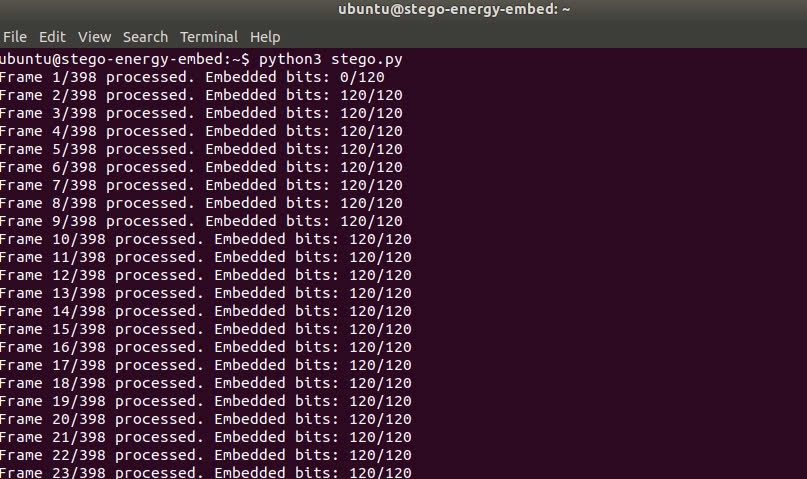 ubuntu@stego-energy-embed: ~
File Edit View Search Terminal Help
ubuntu@stego-energy-embed:~$ python3 stego.py
Frame 1/398 processed. Embedded bits: 0/120
Frame 2/398 processed. Embedded bits: 120/120
Frame 3/398 processed. Embedded bits: 120/120
Frame 4/398 processed. Embedded bits: 120/120
Frame 5/398 processed. Embedded bits: 120/120
Frame 6/398 processed. Embedded bits: 120/120
Frame 7/398 processed. Embedded bits: 120/120
Frame 8/398 processed. Embedded bits: 120/120
Frame 9/398 processed. Embedded bits: 120/120
Frame 10/398 processed. Embedded bits: 120/120
Frame 11/398 processed. Embedded bits: 120/120
Frame 12/398 processed. Embedded bits: 120/120
Frame 13/398 processed. Embedded bits: 120/120
Frame 14/398 processed. Embedded bits: 120/120
Frame 15/398 processed. Embedded bits: 120/120
Frame 16/398 processed. Embedded bits: 120/120
Frame 17/398 processed. Embedded bits: 120/120
Frame 18/398 processed. Embedded bits: 120/120
Frame 19/398 processed. Embedded bits: 120/120
Frame 20/398 processed. Embedded bits: 120/120
Frame 21/398 processed. Embedded bits: 120/120
Frame 22/398 processed. Embedded bits: 120/120
Frame 23/398 processed. Embedded bits: 120/120